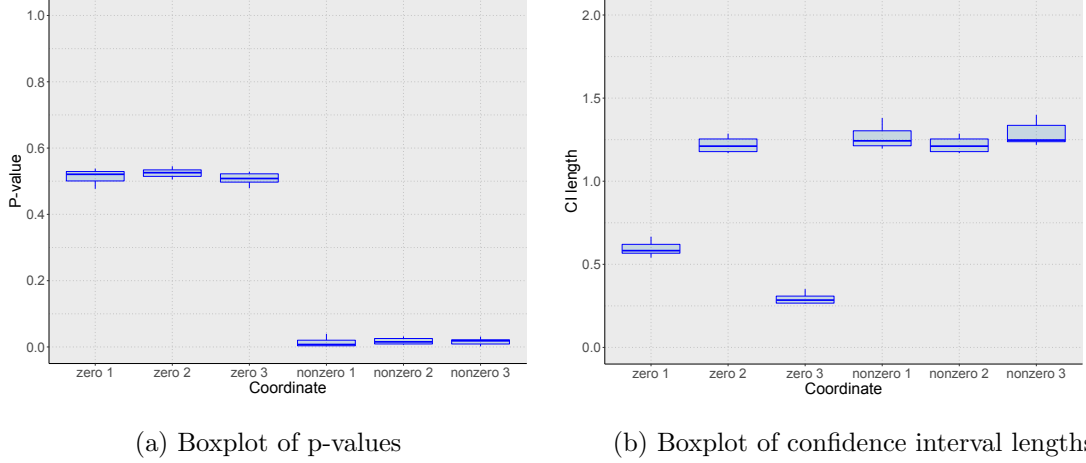 1.0
0.8
0.6
0.4
0.2
0.0
P-value
zero 1 zero 2 zero 3 nonzero 1 nonzero 2 nonzero 3
Coordinate
(a) Boxplot of p-values
2.0
1.5
1.0
0.5
0.0
CI length
zero 1 zero 2 zero 3 nonzero 1 nonzero 2 nonzero 3
Coordinate
(b) Boxplot of confidence interval lengths